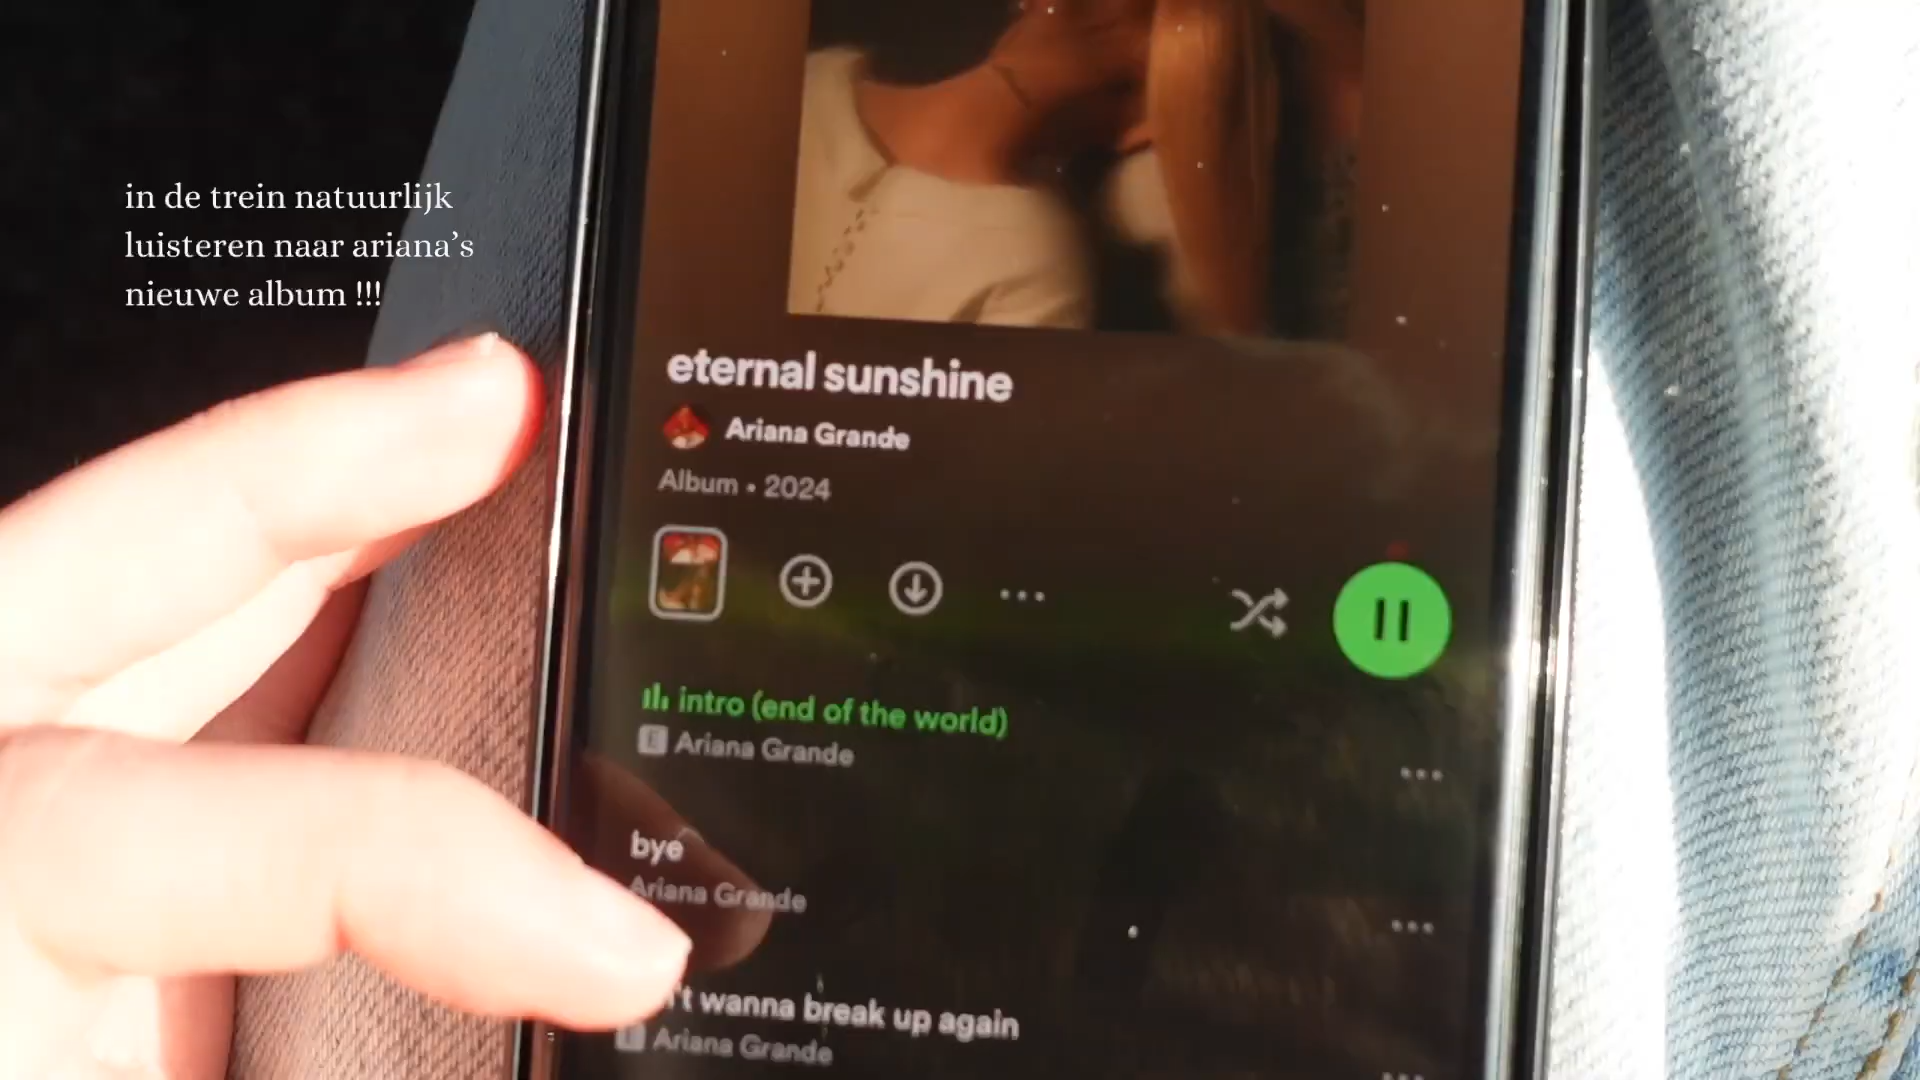 in de trein natuurlijk
luisteren naar ariana’s
nieuwe album !!!
eternal sunshine
Ariana Grande
Album • 2024
intro (end of the world)
E Ariana Grande
bye
Ariana Grande
't wanna break up again
E Ariana Grande